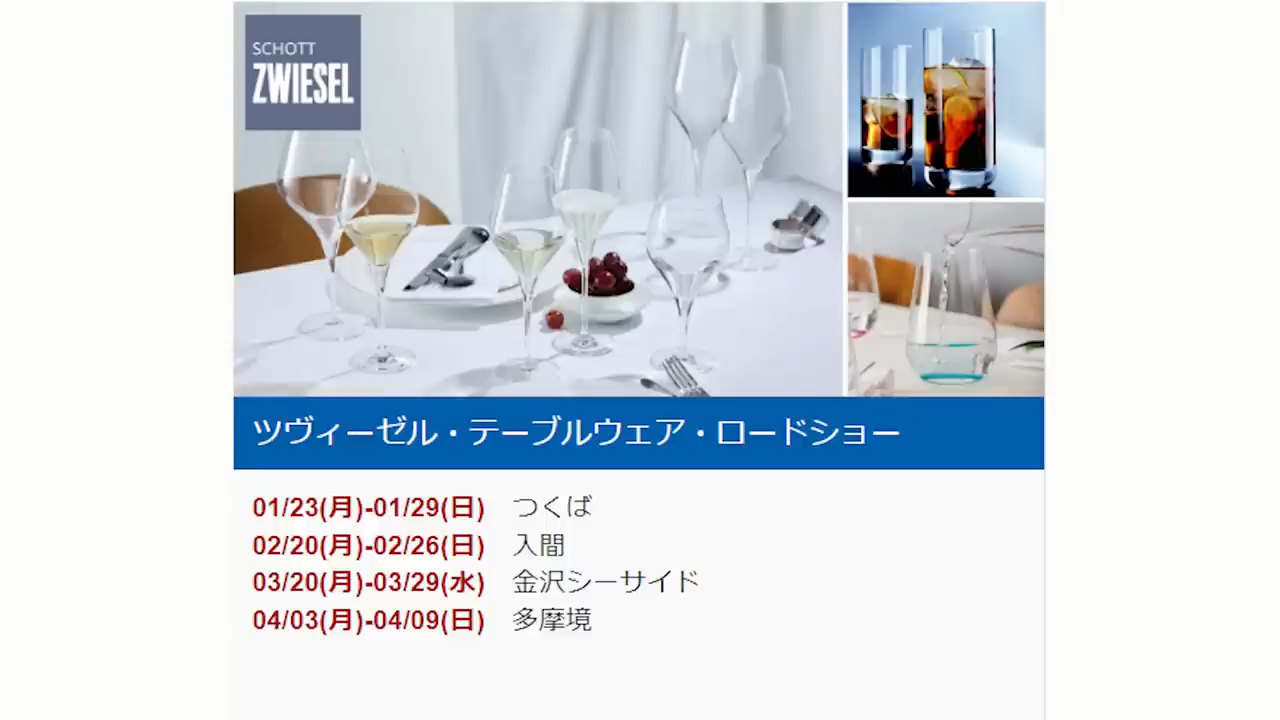 SCHOTT
ZWIESEL
ツヴィーゼル・テーブルウェア・ロードショー
01/23(月)-01/29(日) つくば
02/20(月)-02/26(日) 入間
03/20(月)-03/29(水) 金沢シーサイド
04/03(月)-04/09(日) 多摩境